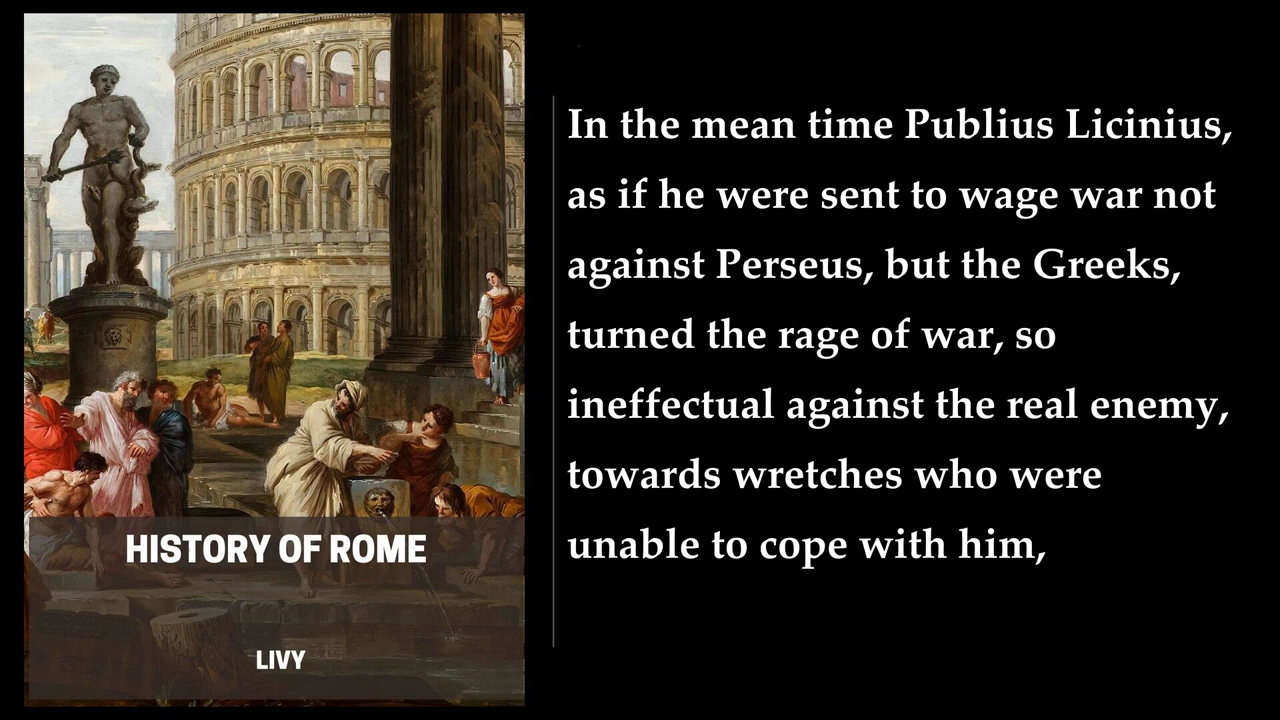 HISTORY OF ROME
LIVY
In the mean time Publius Licinius,
as if he were sent to wage war not
against Perseus, but the Greeks,
turned the rage of war, so
ineffectual against the real enemy,
towards wretches who were
unable to cope with him,